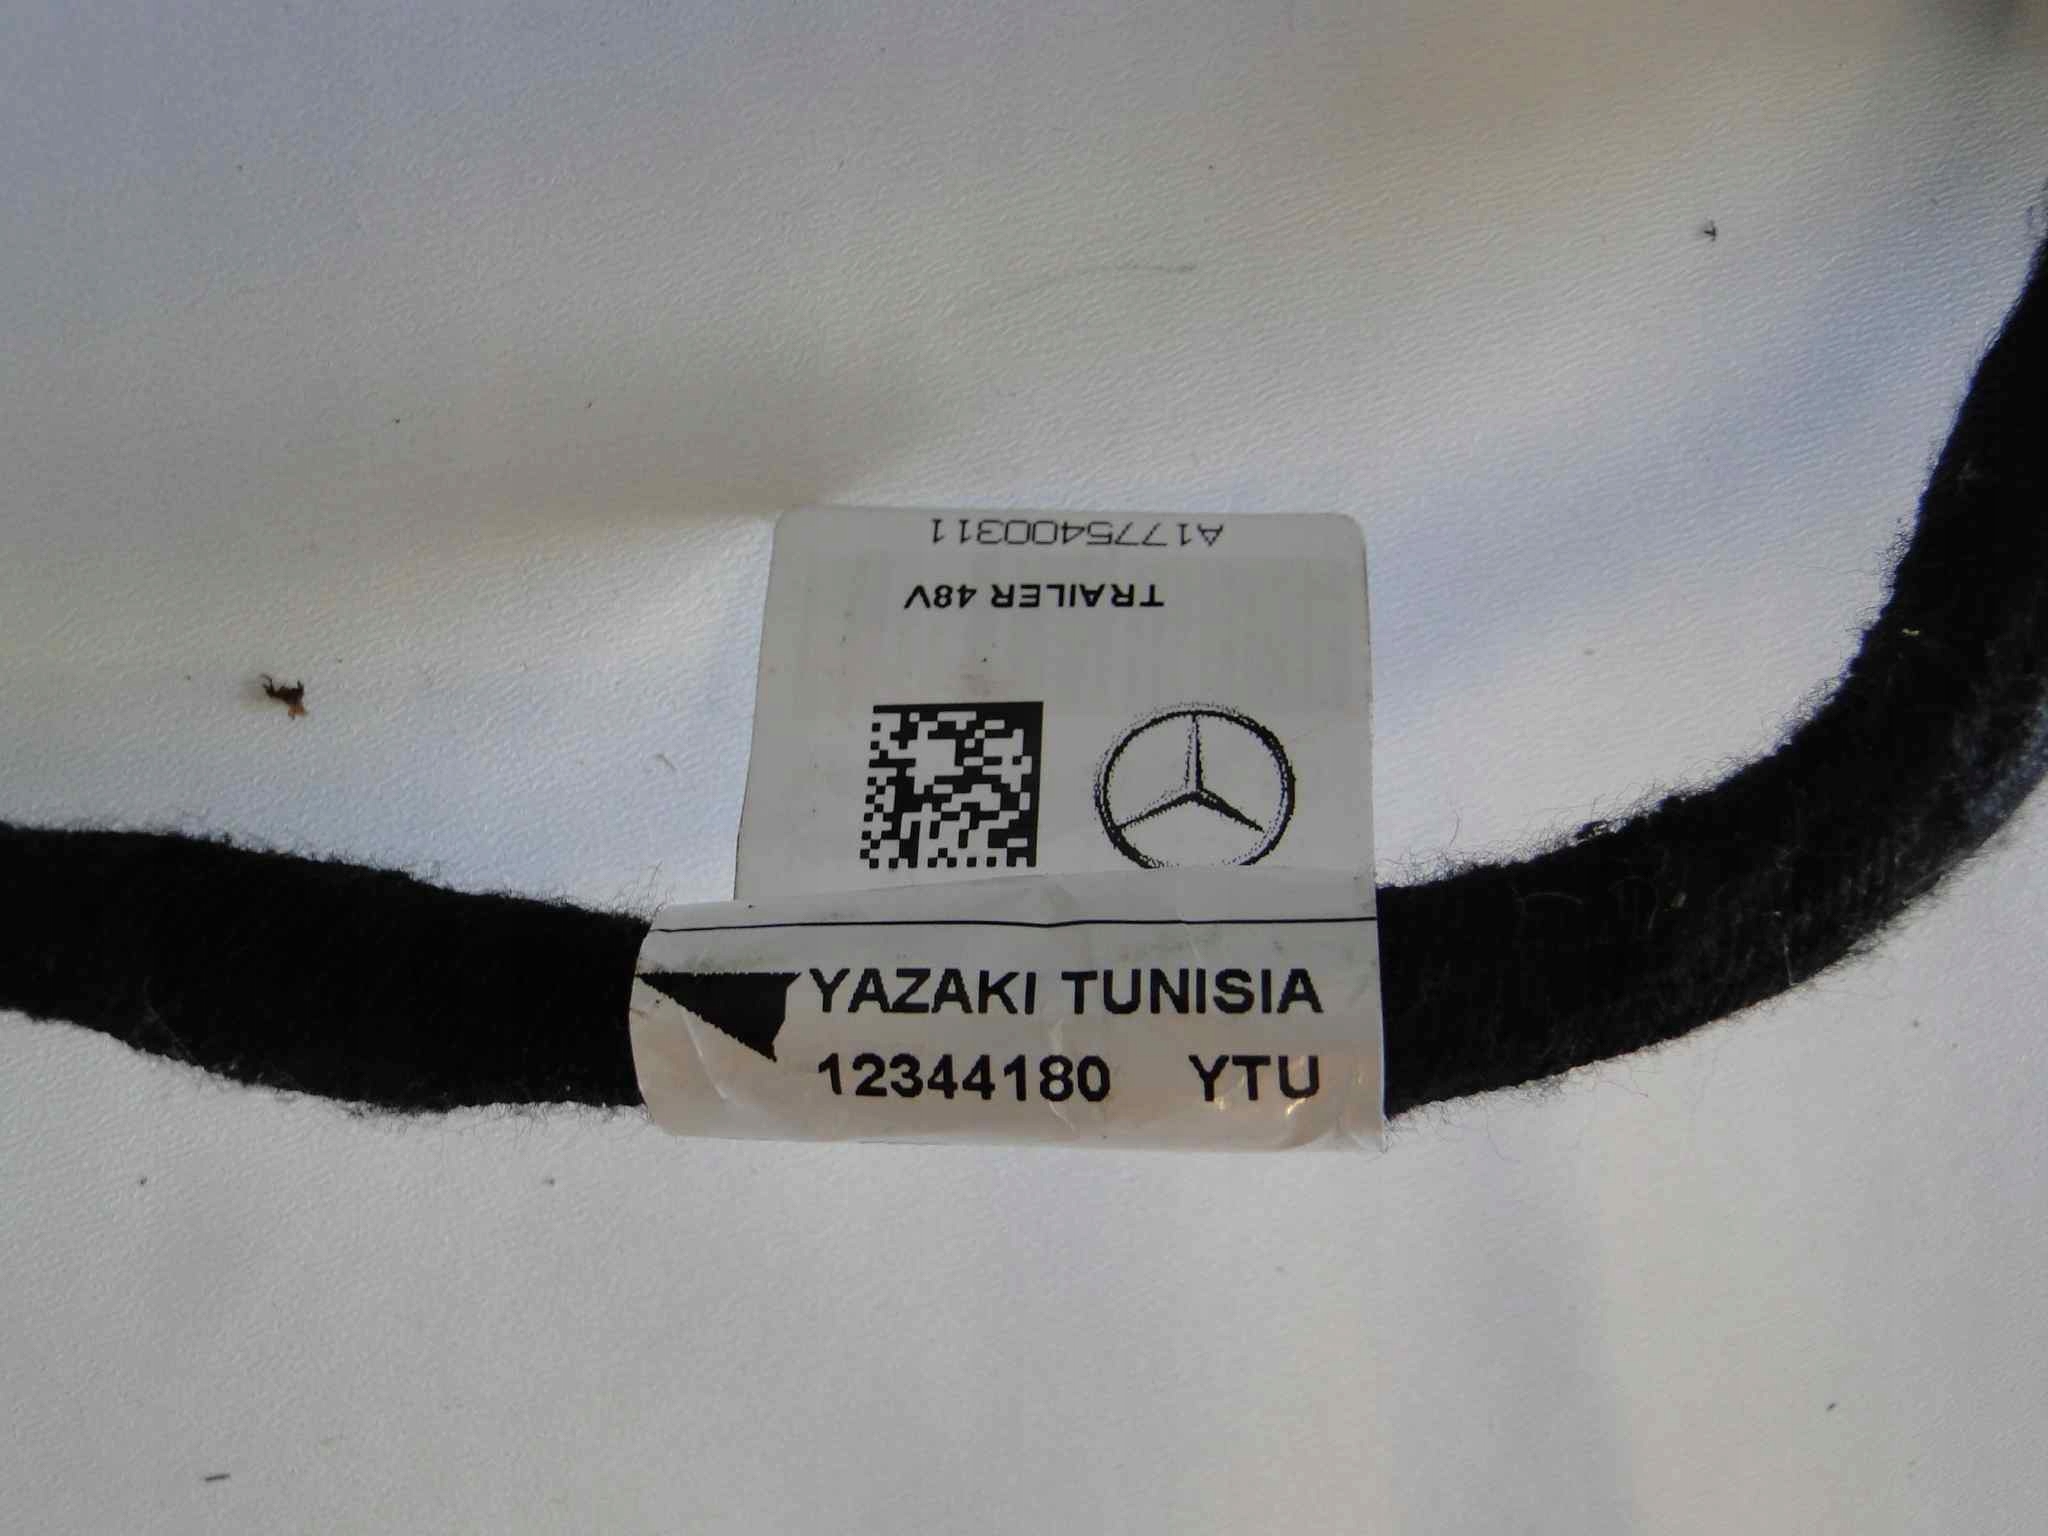 A1775400311
TRAILER 48V
YAZAKI TUNISIA
12344180 YTU